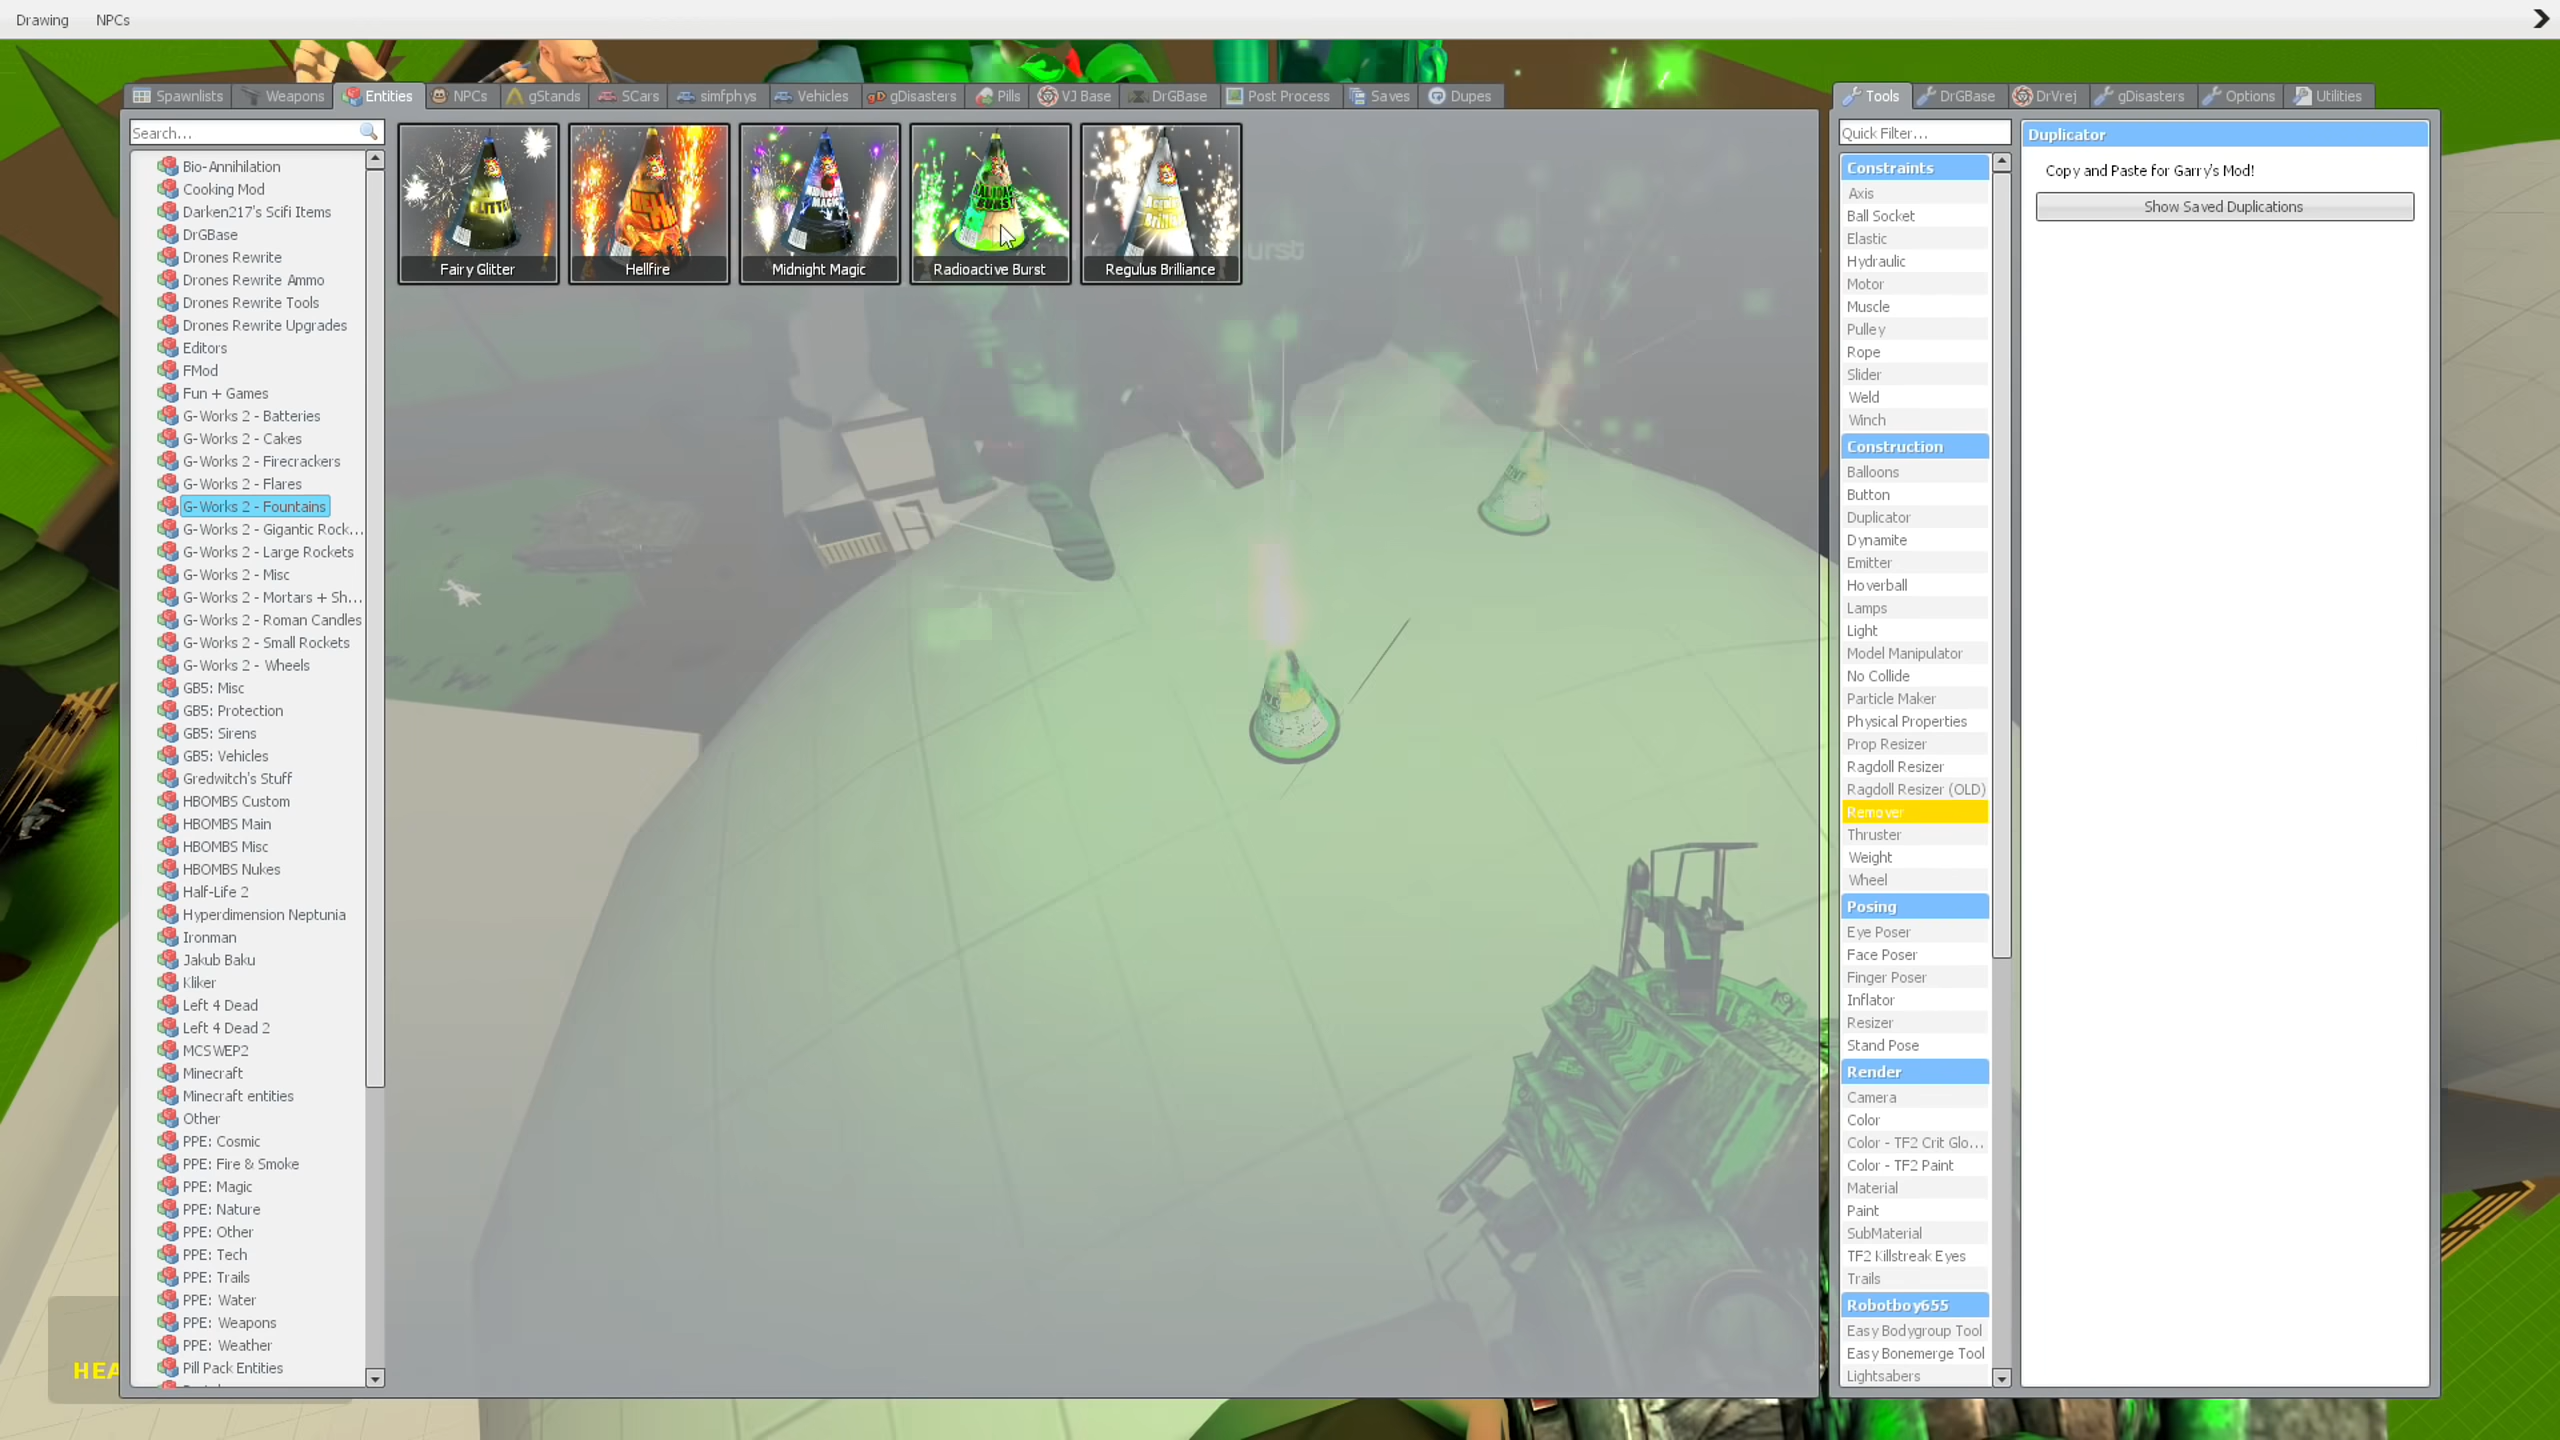 Drawing NPCs
Spawnlists Weapons Entities NPCs gStands SCars simfphys Vehicles gDisasters Pills VJ Base DrGBase Post Process Saves Dupes
Search...
Bio-Annihilation
Cooking Mod
Darken217's Scifi Items
DrGBase
Drones Rewrite
Drones Rewrite Ammo
Drones Rewrite Tools
Drones Rewrite Upgrades
Editors
FMod
Fun + Games
G-Works 2 - Batteries
G-Works 2 - Cakes
G-Works 2 - Firecrackers
G-Works 2 - Flares
G-Works 2 - Fountains
G-Works 2 - Gigantic Rock...
G-Works 2 - Large Rockets
G-Works 2 - Misc
G-Works 2 - Mortars + Sh...
G-Works 2 - Roman Candles
G-Works 2 - Small Rockets
G-Works 2 - Wheels
GB5: Misc
GB5: Protection
GB5: Sirens
GB5: Vehicles
Gredwitch's Stuff
HBOMBS Custom
HBOMBS Main
HBOMBS Misc
HBOMBS Nukes
Half-Life 2
Hyperdimension Neptunia
Ironman
Jakub Baku
Kliker
Left 4 Dead
Left 4 Dead 2
MCSWEP2
Minecraft
Minecraft entities
Other
PPE: Cosmic
PPE: Fire & Smoke
PPE: Magic
PPE: Nature
PPE: Other
PPE: Tech
PPE: Trails
PPE: Water
PPE: Weapons
PPE: Weather
Pill Pack Entities
HEA
Fairy Glitter
Hellfire
Midnight Magic
Radioactive Burst
Regulus Brilliance
Tools DrGBase DrVrej gDisasters Options Utilities
Quick Filter...
Constraints
Axis
Ball Socket
Elastic
Hydraulic
Motor
Muscle
Pulley
Rope
Slider
Weld
Winch
Construction
Balloons
Button
Duplicator
Dynamite
Emitter
Hoverball
Lamps
Light
Model Manipulator
No Collide
Particle Maker
Physical Properties
Prop Resizer
Ragdoll Resizer
Ragdoll Resizer (OLD)
Remover
Thruster
Weight
Wheel
Posing
Eye Poser
Face Poser
Finger Poser
Inflator
Resizer
Stand Pose
Render
Camera
Color
Color - TF2 Crit Glo...
Color - TF2 Paint
Material
Paint
SubMaterial
TF2 Killstreak Eyes
Trails
Robotboy655
Easy Bodygroup Tool
Easy Bonemerge Tool
Lightsabers
Duplicator
Copy and Paste for Garry's Mod!
Show Saved Duplications